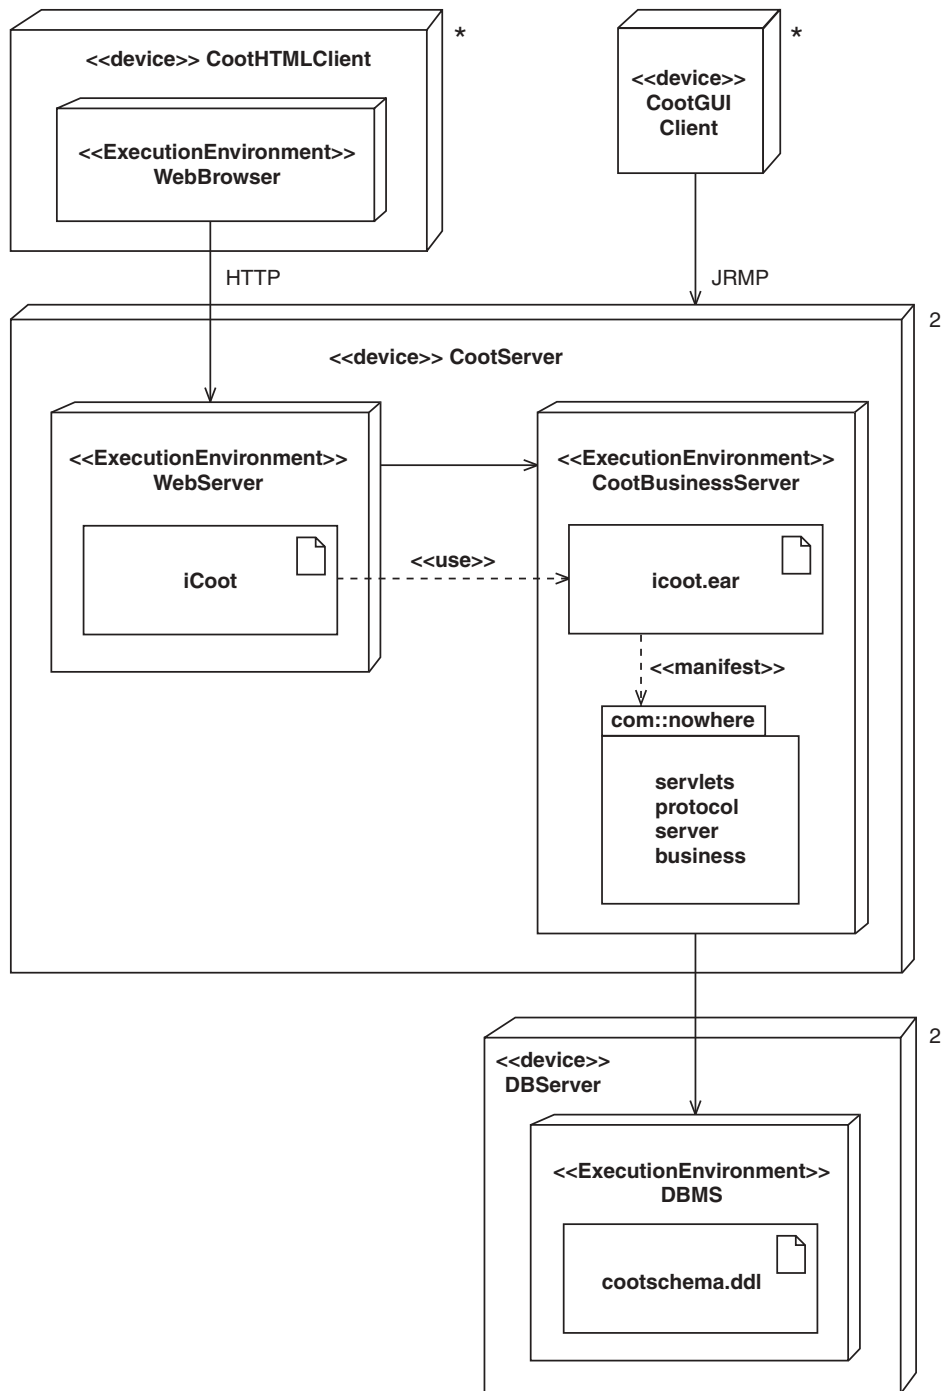 *
*
<<device>> CootHTMLClient
<<device>>
CootGUI
Client
<<ExecutionEnvironment>>
WebBrowser
HTTP
JRMP
2
<<device>> CootServer
<<ExecutionEnvironment>>
WebServer
<<ExecutionEnvironment>>
CootBusinessServer
iCoot
<<use>>
icoot.ear
<<manifest>>
com::nowhere
servlets
protocol
server
business
2
<<device>>
DBServer
<<ExecutionEnvironment>>
DBMS
cootschema.ddl